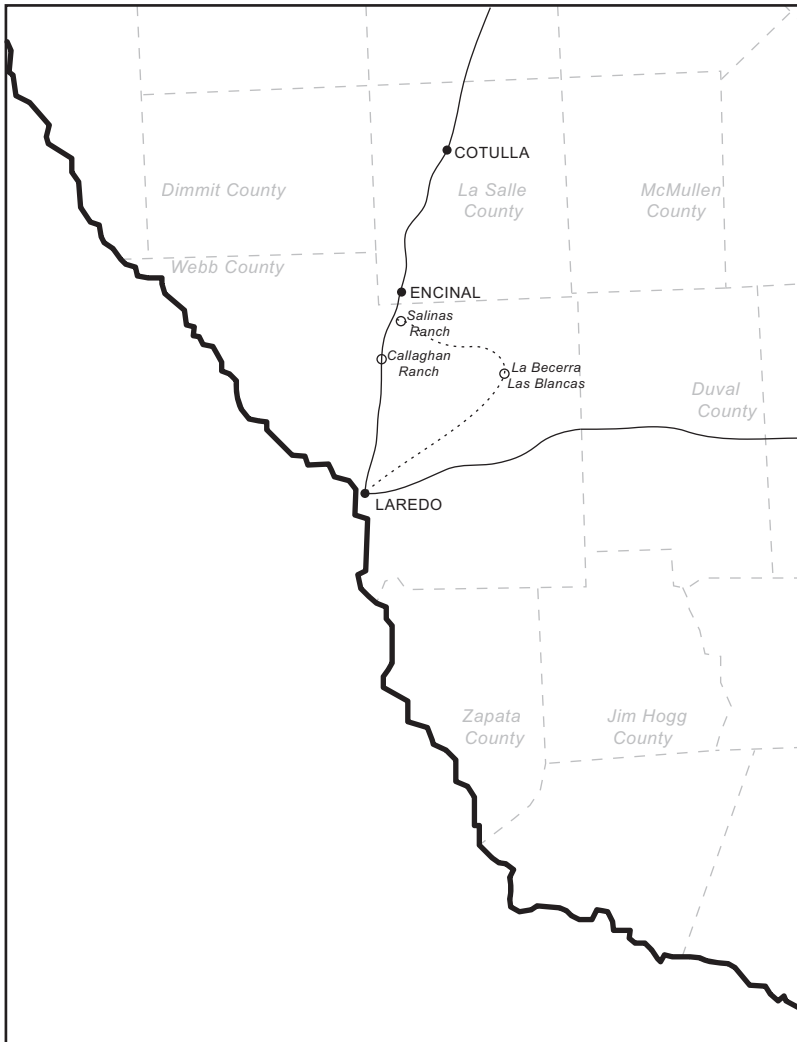 COTULLA
Dimmit County
La Salle
County
McMullen
County
Webb County
ENCINAL
Salinas
Ranch
Callaghan
Ranch
La Becerra
Las Blancas
Duval
County
LAREDO
Zapata
County
Jim Hogg
County